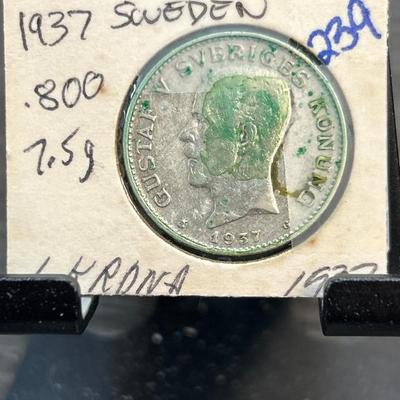 1937 SWEDEN
239
.800
7.5g
GUSTAF V SVERIGES KONUNG
1937
1 KRONA 1937